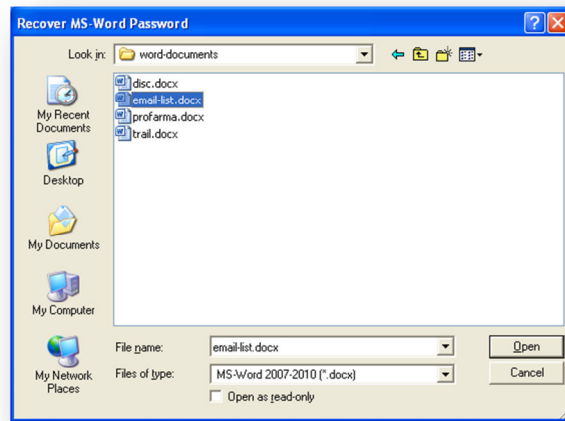 Recover MS-Word Password
Look in: word-documents
disc.docx
email-list.docx
profarma.docx
trail.docx
My Recent
Documents
Desktop
My Documents
My Computer
My Network
Places
File name: email-list.docx Open
Files of type: MS-Word 2007-2010 (*.docx) Cancel
Open as read-only